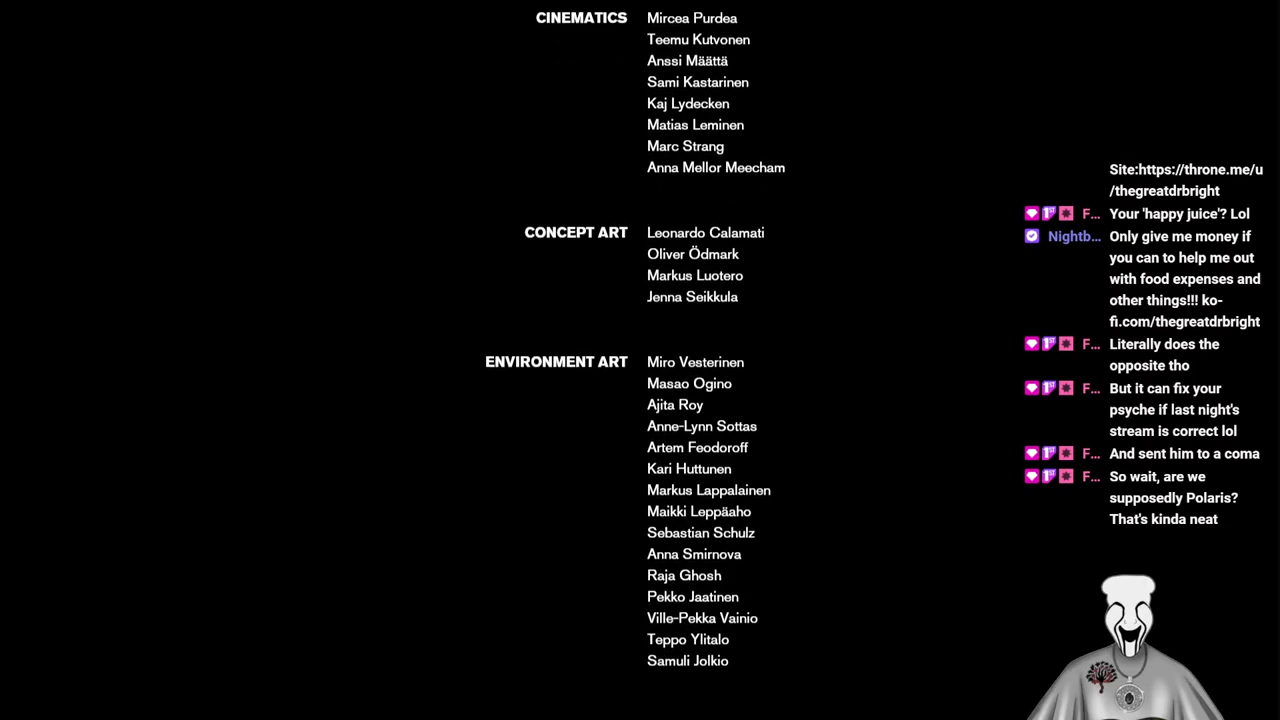 CINEMATICS Mircea Purdea
Teemu Kutvonen
Anssi Määttä
Sami Kastarinen
Kaj Lydecken
Matias Leminen
Marc Strang
Anna Mellor Meecham
CONCEPT ART Leonardo Calamati
Oliver Ödmark
Markus Luotero
Jenna Seikkula
ENVIRONMENT ART Miro Vesterinen
Masao Ogino
Ajita Roy
Anne-Lynn Sottas
Artem Feodoroff
Kari Huttunen
Markus Lappalainen
Maikki Leppäaho
Sebastian Schulz
Anna Smirnova
Raja Ghosh
Pekko Jaatinen
Ville-Pekka Vainio
Teppo Ylitalo
Samuli Jolkio
Site:https://throne.me/u
/thegreatdrbright
F... Your 'happy juice'? Lol
Nightb... Only give me money if
you can to help me out
with food expenses and
other things!!! ko-
fi.com/thegreatdrbright
F... Literally does the
opposite tho
F... But it can fix your
psyche if last night's
stream is correct lol
F... And sent him to a coma
F... So wait, are we
supposedly Polaris?
That's kinda neat